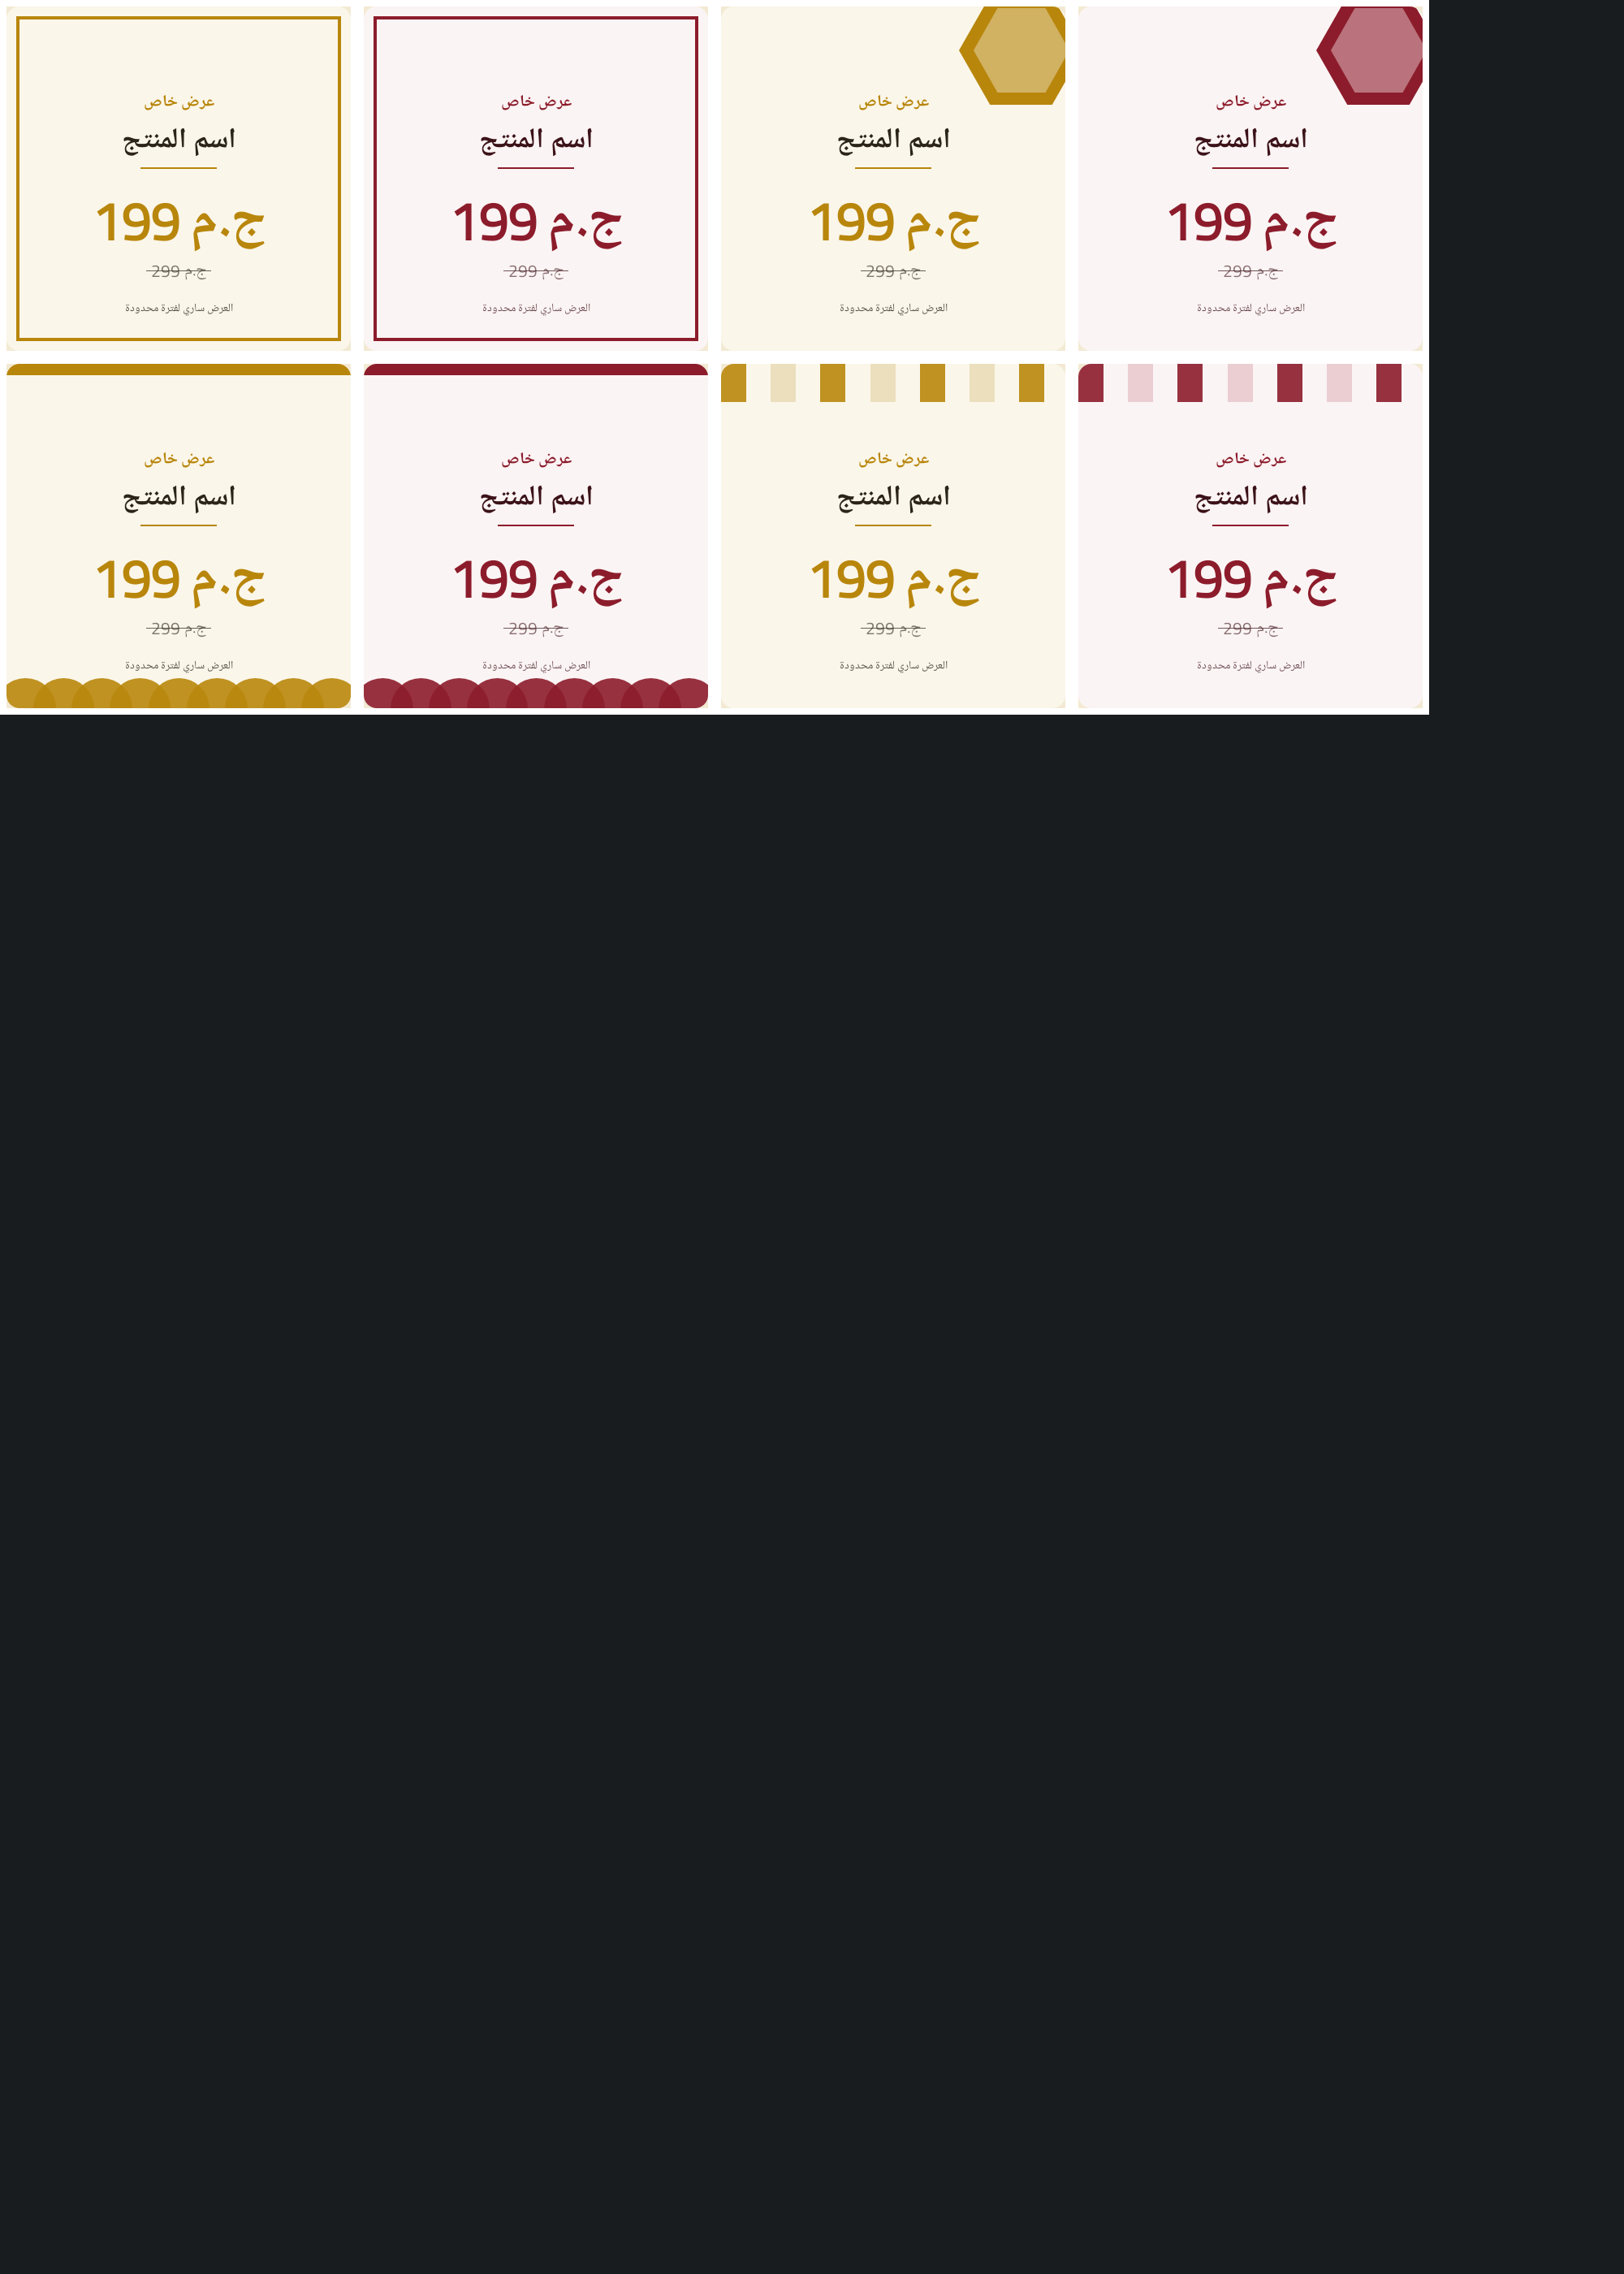 عرض خاص
اسم المنتج
199 ج.م
299 ج.م
العرض ساري لفترة محدودة
عرض خاص
اسم المنتج
199 ج.م
299 ج.م
العرض ساري لفترة محدودة
عرض خاص
اسم المنتج
199 ج.م
299 ج.م
العرض ساري لفترة محدودة
عرض خاص
اسم المنتج
199 ج.م
299 ج.م
العرض ساري لفترة محدودة
عرض خاص
اسم المنتج
199 ج.م
299 ج.م
العرض ساري لفترة محدودة
عرض خاص
اسم المنتج
199 ج.م
299 ج.م
العرض ساري لفترة محدودة
عرض خاص
اسم المنتج
199 ج.م
299 ج.م
العرض ساري لفترة محدودة
عرض خاص
اسم المنتج
199 ج.م
299 ج.م
العرض ساري لفترة محدودة